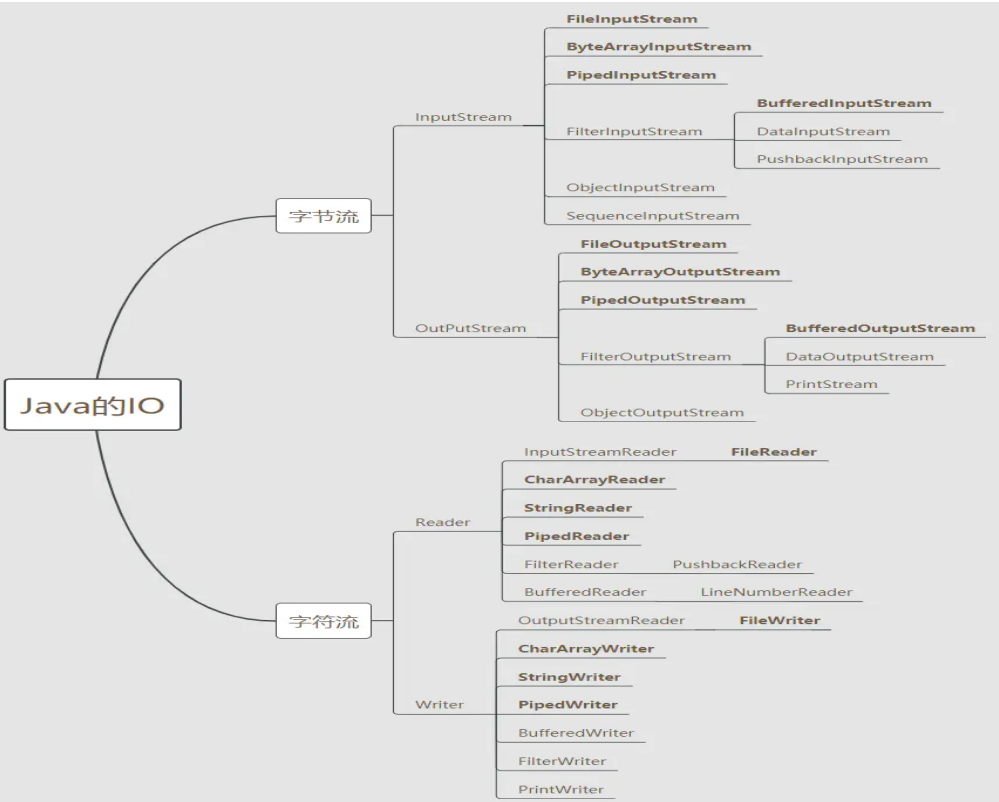 Java的IO
字节流
InputStream
FileInputStream
ByteArrayInputStream
PipedInputStream
FilterInputStream
BufferedInputStream
DataInputStream
PushbackInputStream
ObjectInputStream
SequenceInputStream
OutPutStream
FileOutputStream
ByteArrayOutputStream
PipedOutputStream
FilterOutputStream
BufferedOutputStream
DataOutputStream
PrintStream
ObjectOutputStream
字符流
Reader
InputStreamReader
FileReader
CharArrayReader
StringReader
PipedReader
FilterReader
PushbackReader
BufferedReader
LineNumberReader
Writer
OutputStreamReader
FileWriter
CharArrayWriter
StringWriter
PipedWriter
BufferedWriter
FilterWriter
PrintWriter